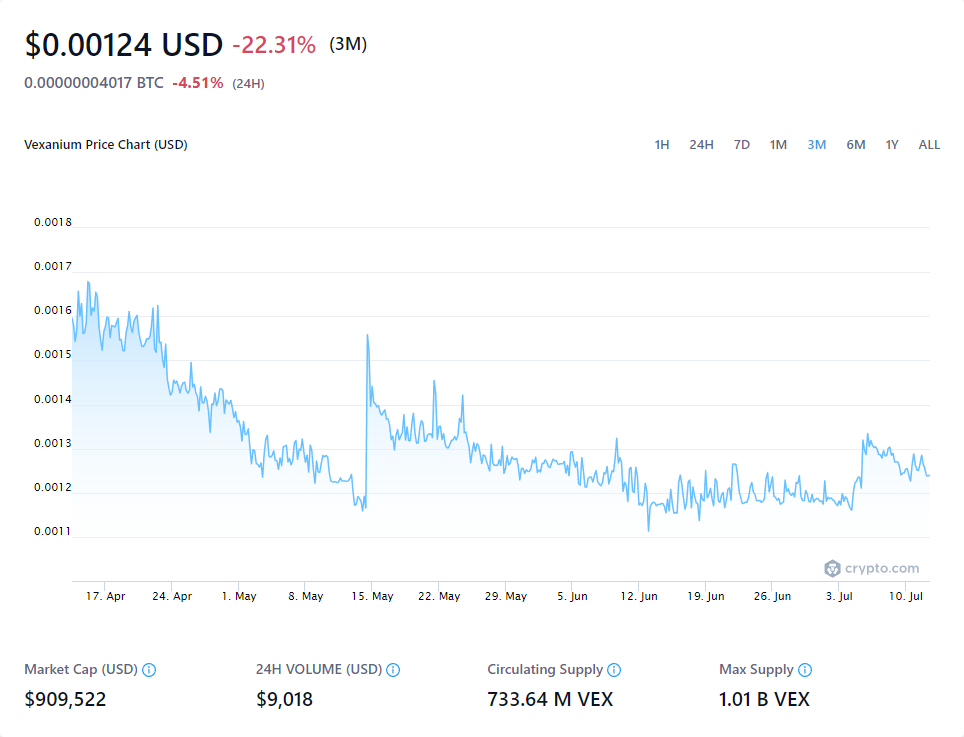 $0.00124 USD -22.31% (3M)
0.00000004017 BTC -4.51% (24H)
Vexanium Price Chart (USD) 1H 24H 7D 1M 3M 6M 1Y ALL
0.0018
0.0017
0.0016
0.0015
0.0014
0.0013
0.0012
0.0011
crypto.com
17. Apr 24. Apr 1. May 8. May 15. May 22. May 29. May 5. Jun 12. Jun 19. Jun 26. Jun 3. Jul 10. Jul
Market Cap (USD) 24H VOLUME (USD) Circulating Supply Max Supply
$909,522 $9,018 733.64 M VEX 1.01 B VEX